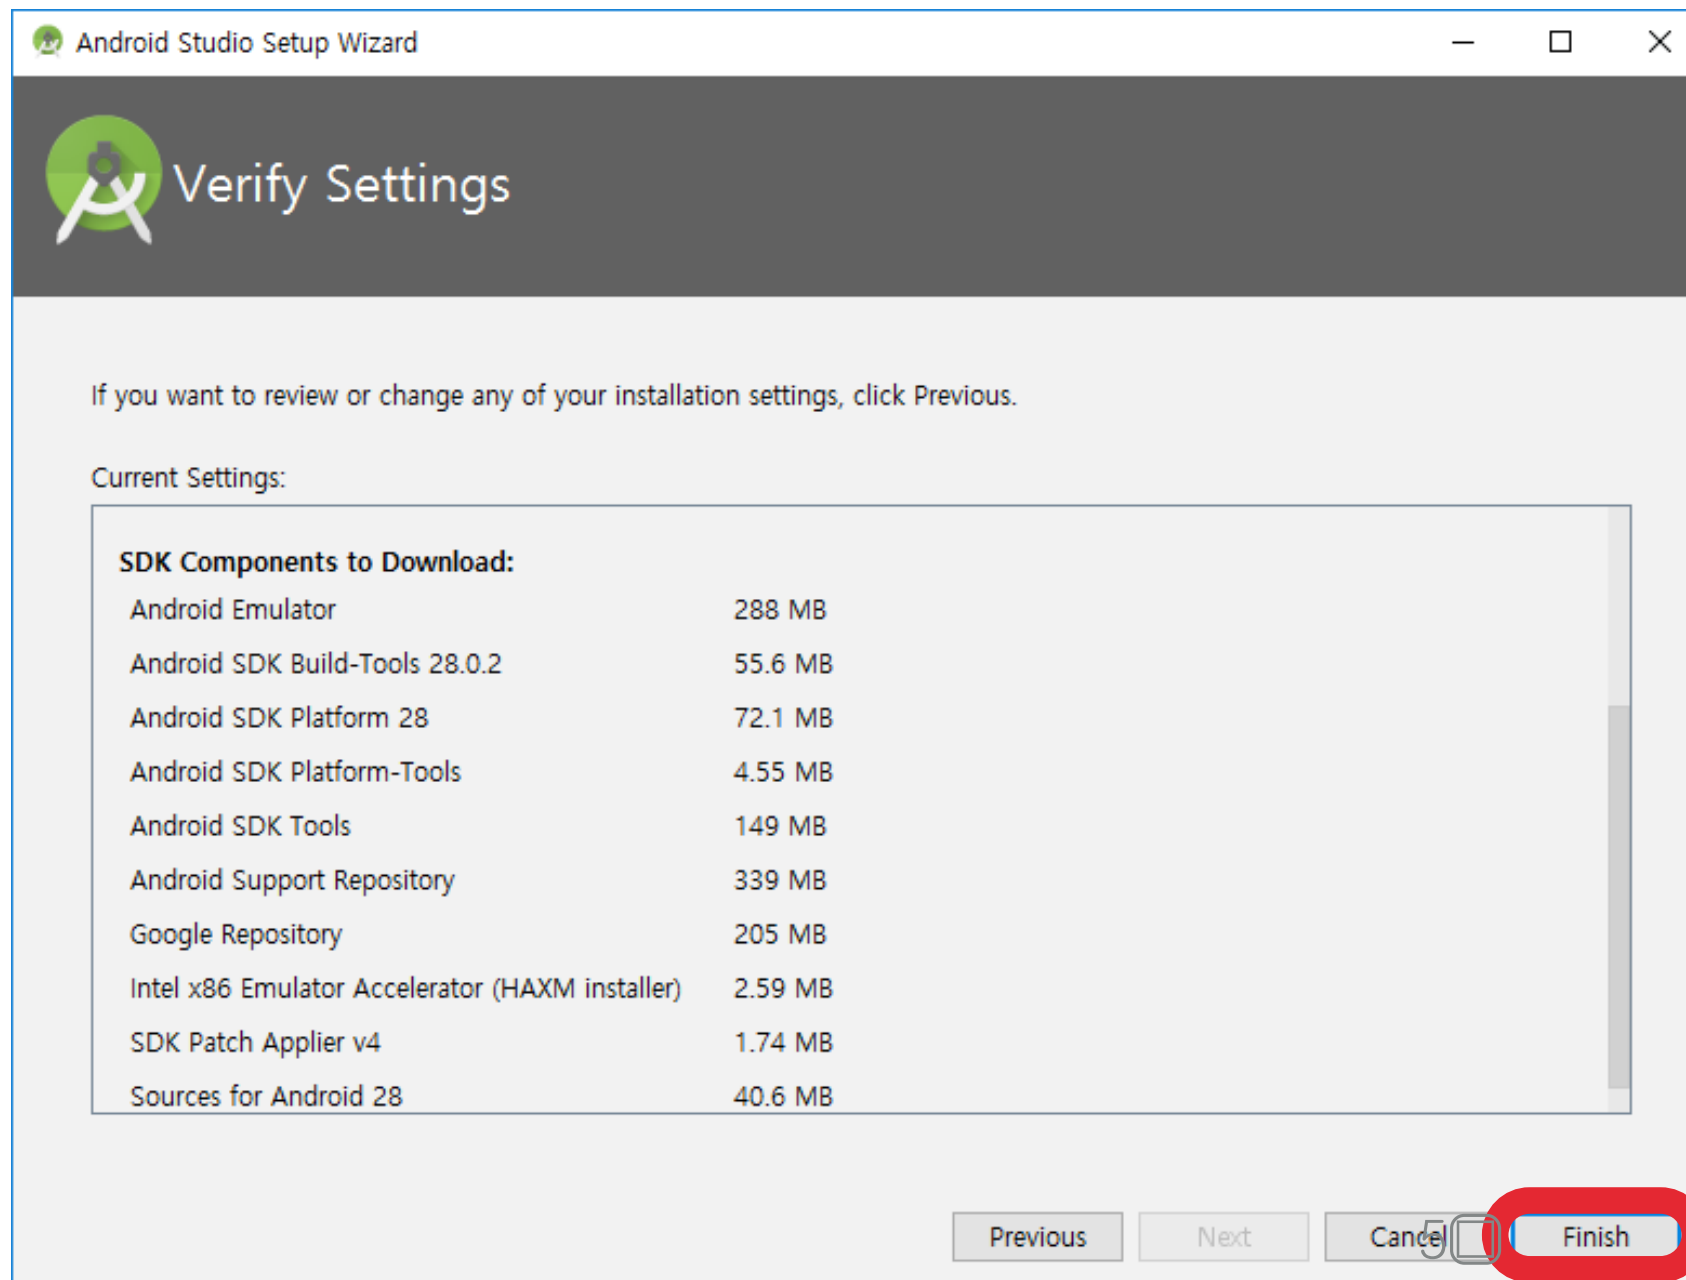 Android Studio Setup Wizard
Verify Settings
If you want to review or change any of your installation settings, click Previous.
Current Settings:
SDK Components to Download:
Android Emulator 288 MB
Android SDK Build-Tools 28.0.2 55.6 MB
Android SDK Platform 28 72.1 MB
Android SDK Platform-Tools 4.55 MB
Android SDK Tools 149 MB
Android Support Repository 339 MB
Google Repository 205 MB
Intel x86 Emulator Accelerator (HAXM installer) 2.59 MB
SDK Patch Applier v4 1.74 MB
Sources for Android 28 40.6 MB
Previous Next Cancel 5 Finish